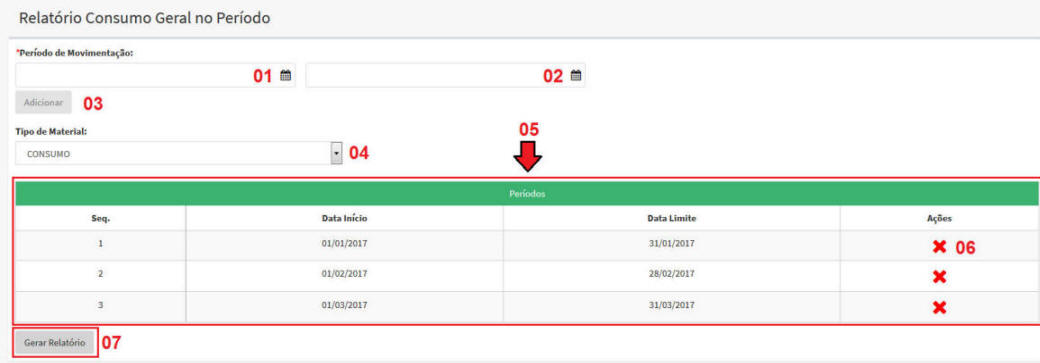 Relatório Consumo Geral no Período
*Período de Movimentação:
01 02
Adicionar 03
Tipo de Material:
05
CONSUMO 04
Períodos
Seq. Data Início Data Limite Ações
1 01/01/2017 31/01/2017 06
2 01/02/2017 28/02/2017
3 01/03/2017 31/03/2017
Gerar Relatório 07